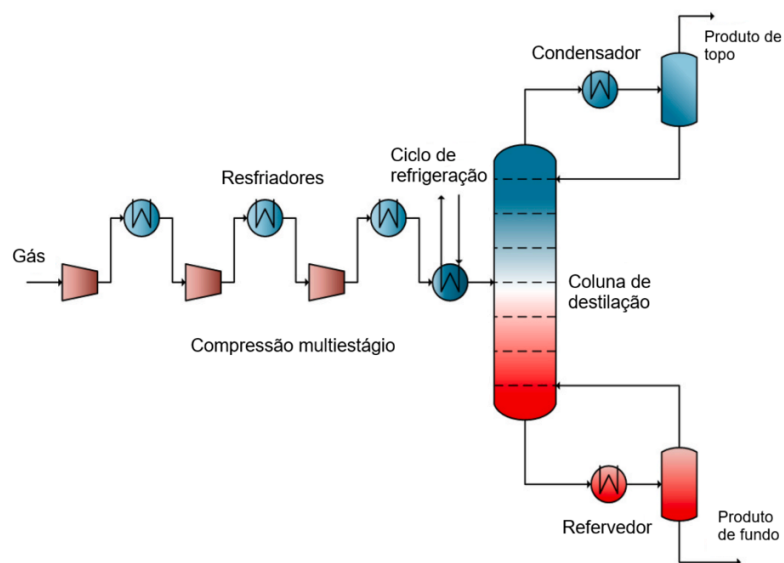 Produto de
topo
Condensador
Ciclo de
refrigeração
Resfriadores
Gás
Coluna de
destilação
Compressão multiestágio
Refervedor
Produto
de fundo